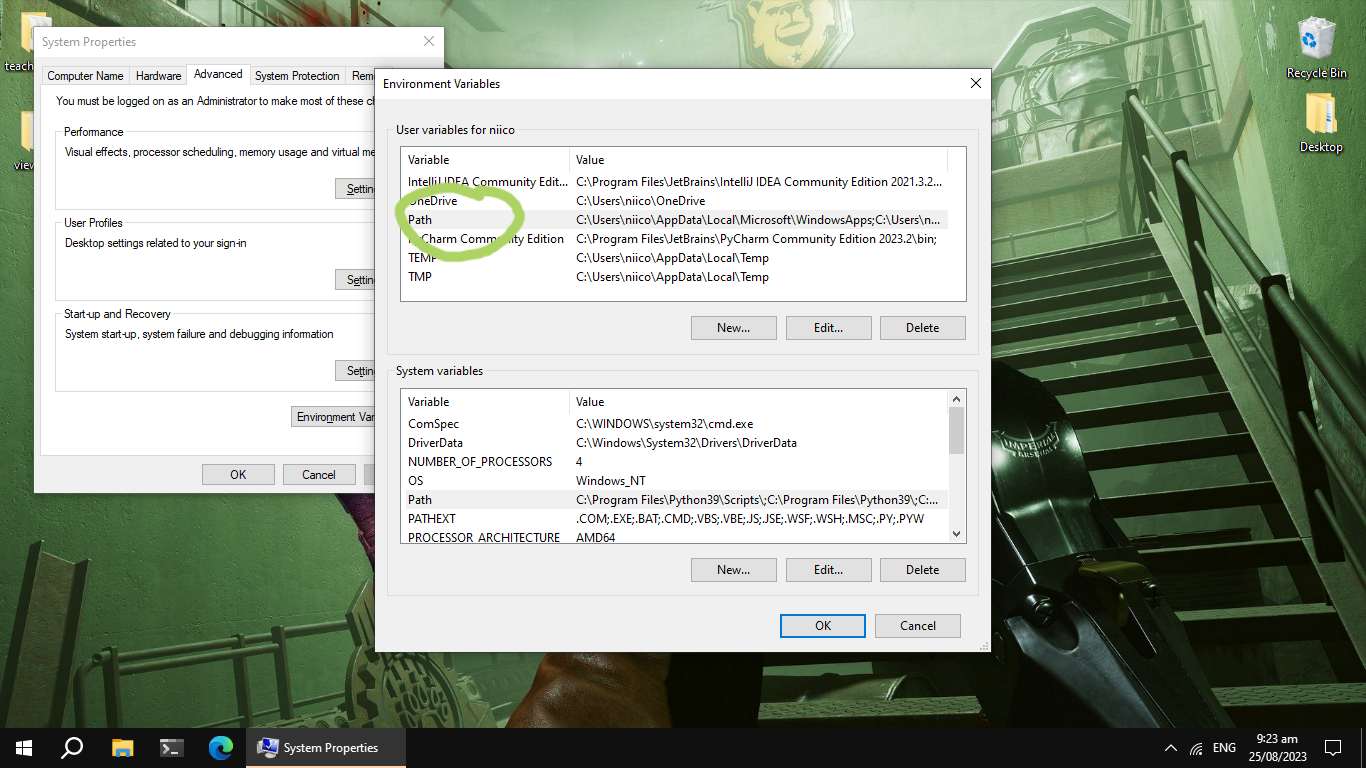 teach
view
Recycle Bin
Desktop
System Properties
Computer Name
Hardware
Advanced
System Protection
Rem
You must be logged on as an Administrator to make most of these ch
Performance
Visual effects, processor scheduling, memory usage and virtual me
Settin
User Profiles
Desktop settings related to your sign-in
Settin
Start-up and Recovery
System start-up, system failure and debugging information
Settin
Environment Var
OK
Cancel
Environment Variables
User variables for niico
Variable Value
IntelliJ IDEA Community Edit... C:\Program Files\JetBrains\IntelliJ IDEA Community Edition 2021.3.2...
OneDrive C:\Users\niico\OneDrive
Path C:\Users\niico\AppData\Local\Microsoft\WindowsApps;C:\Users\n...
PyCharm Community Edition C:\Program Files\JetBrains\PyCharm Community Edition 2023.2\bin;
TEMP C:\Users\niico\AppData\Local\Temp
TMP C:\Users\niico\AppData\Local\Temp
New... Edit... Delete
System variables
Variable Value
ComSpec C:\WINDOWS\system32\cmd.exe
DriverData C:\Windows\System32\Drivers\DriverData
NUMBER_OF_PROCESSORS 4
OS Windows_NT
Path C:\Program Files\Python39\Scripts\;C:\Program Files\Python39\;C:...
PATHEXT .COM;.EXE;.BAT;.CMD;.VBS;.VBE;.JS;.JSE;.WSF;.WSH;.MSC;.PY;.PYW
PROCESSOR_ARCHITECTURE AMD64
New... Edit... Delete
OK Cancel
IMPERIAL
ARSENAL
System Properties
ENG
9:23 am
25/08/2023